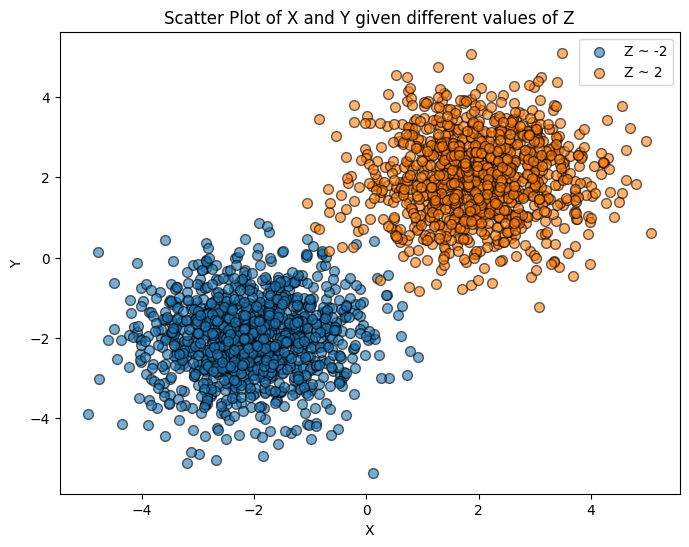 Scatter Plot of X and Y given different values of Z
Z ~ -2
Z ~ 2
Y
4
2
0
−2
−4
−4
−2
0
2
4
X